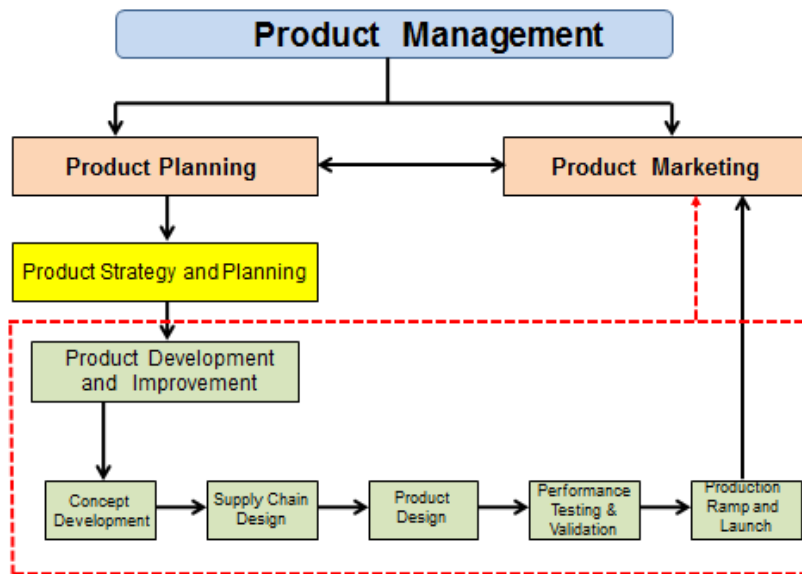 Product Management
Product Planning
Product Marketing
Product Strategy and Planning
Product Development
and Improvement
Concept
Development
Supply Chain
Design
Product
Design
Performance
Testing &
Validation
Production
Ramp and
Launch